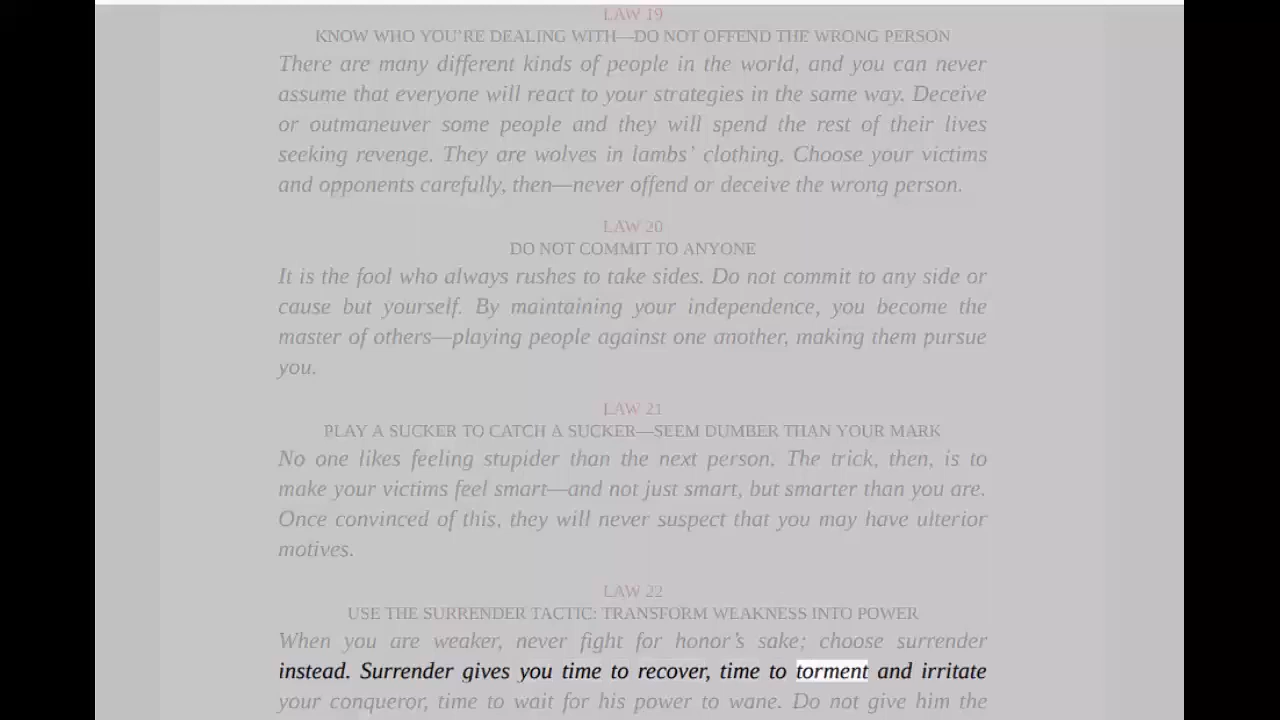 LAW 19
KNOW WHO YOU'RE DEALING WITH—DO NOT OFFEND THE WRONG PERSON
There are many different kinds of people in the world, and you can never
assume that everyone will react to your strategies in the same way. Deceive
or outmaneuver some people and they will spend the rest of their lives
seeking revenge. They are wolves in lambs' clothing. Choose your victims
and opponents carefully, then—never offend or deceive the wrong person.
LAW 20
DO NOT COMMIT TO ANYONE
It is the fool who always rushes to take sides. Do not commit to any side or
cause but yourself. By maintaining your independence, you become the
master of others—playing people against one another, making them pursue
you.
LAW 21
PLAY A SUCKER TO CATCH A SUCKER—SEEM DUMBER THAN YOUR MARK
No one likes feeling stupider than the next person. The trick, then, is to
make your victims feel smart—and not just smart, but smarter than you are.
Once convinced of this, they will never suspect that you may have ulterior
motives.
LAW 22
USE THE SURRENDER TACTIC: TRANSFORM WEAKNESS INTO POWER
When you are weaker, never fight for honor's sake; choose surrender
instead. Surrender gives you time to recover, time to torment and irritate
your conqueror, time to wait for his power to wane. Do not give him the